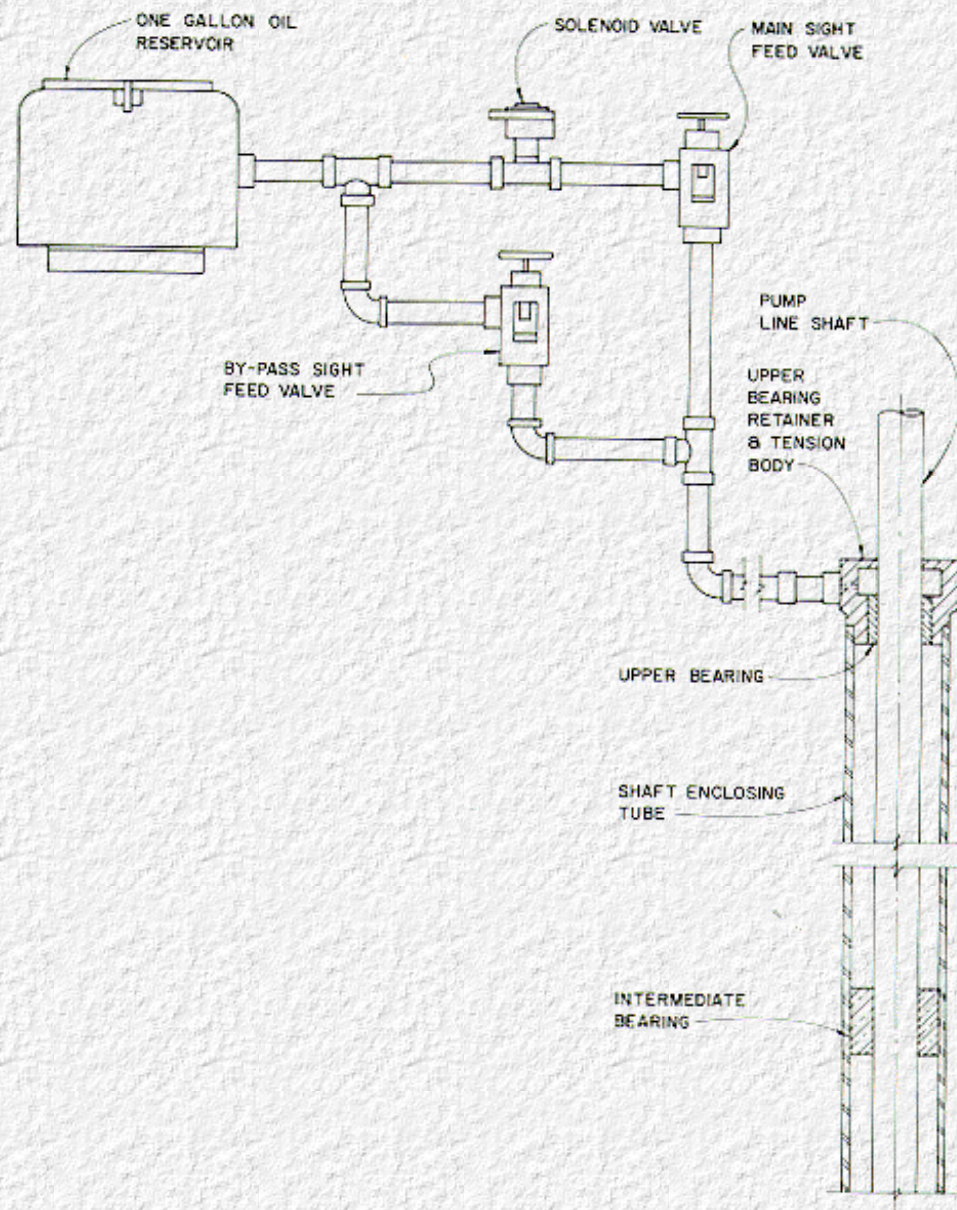 ONE GALLON OIL
RESERVOIR
SOLENOID VALVE
MAIN SIGHT
FEED VALVE
BY-PASS SIGHT
FEED VALVE
PUMP
LINE SHAFT
UPPER
BEARING
RETAINER
& TENSION
BODY
UPPER BEARING
SHAFT ENCLOSING
TUBE
INTERMEDIATE
BEARING